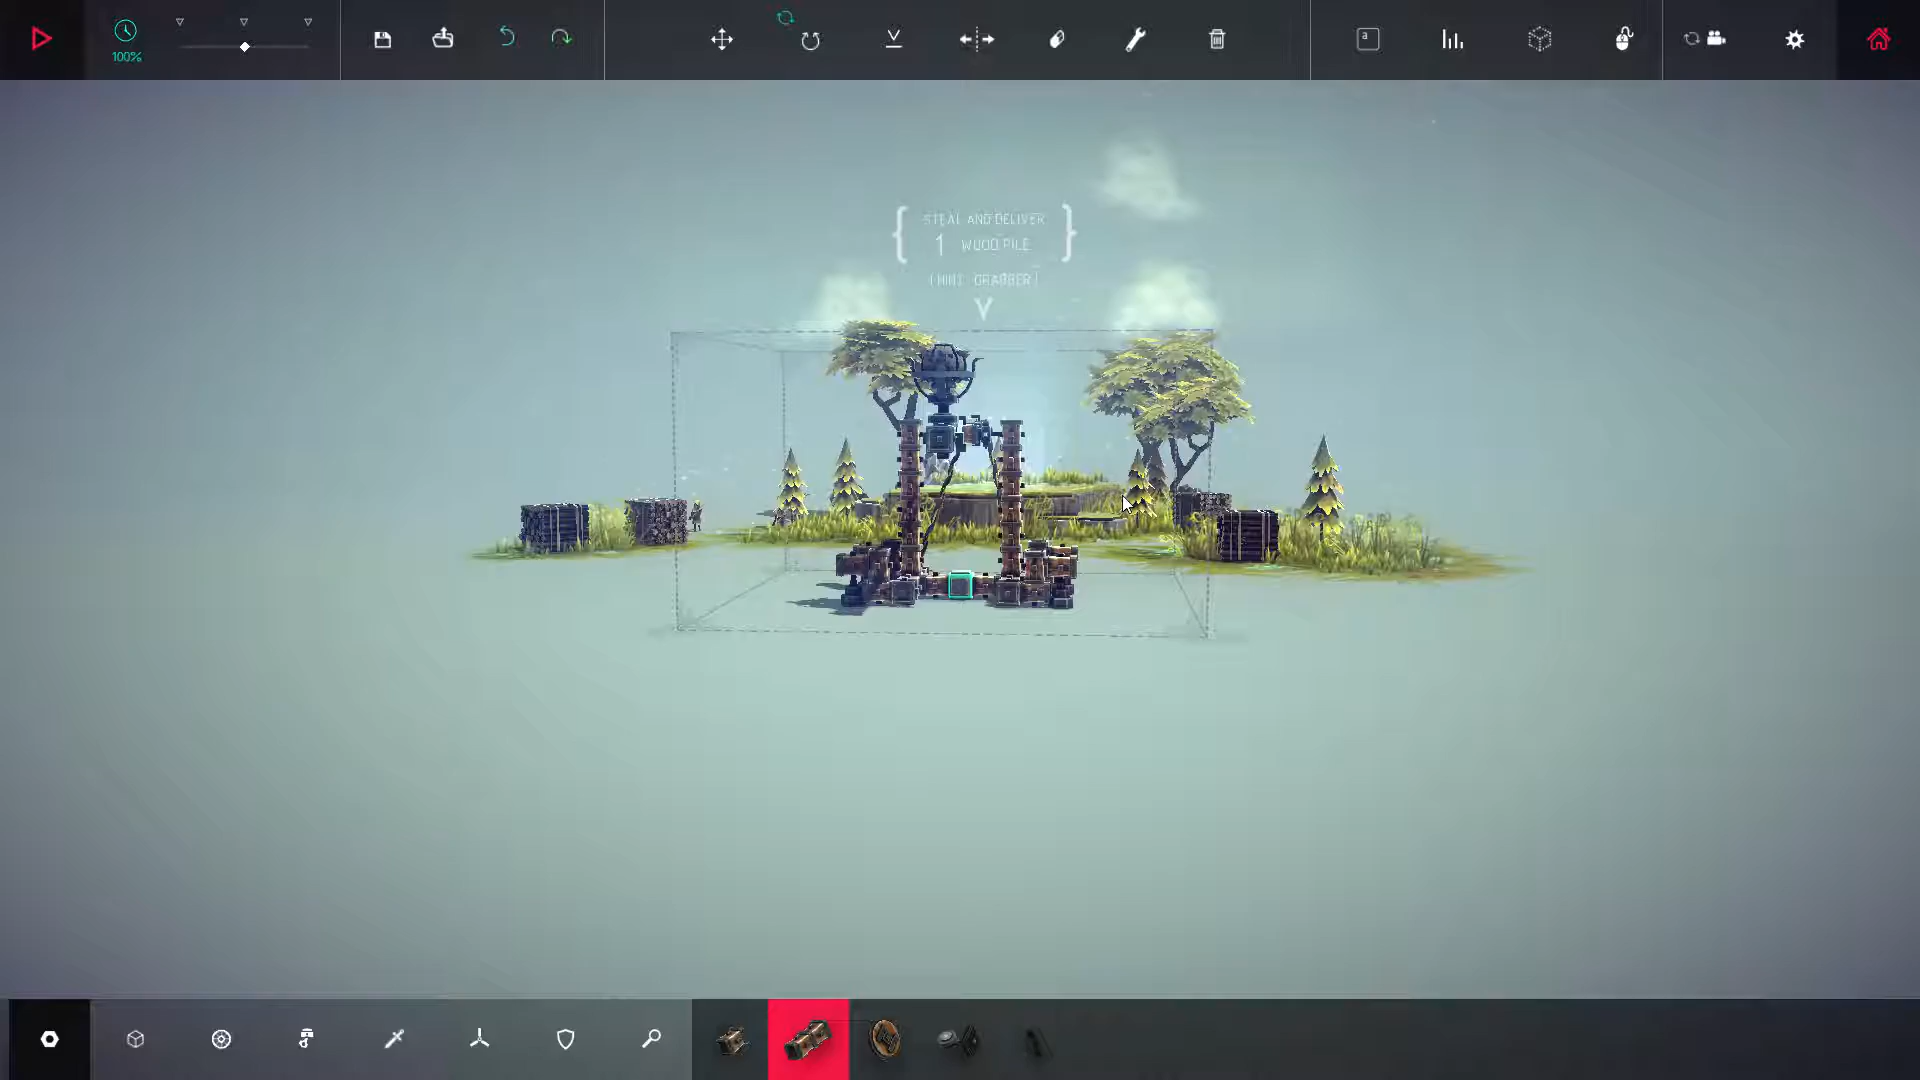 100%
STEAL AND DELIVER
1 WOOD PILE
(HINT: GRABBER)
a